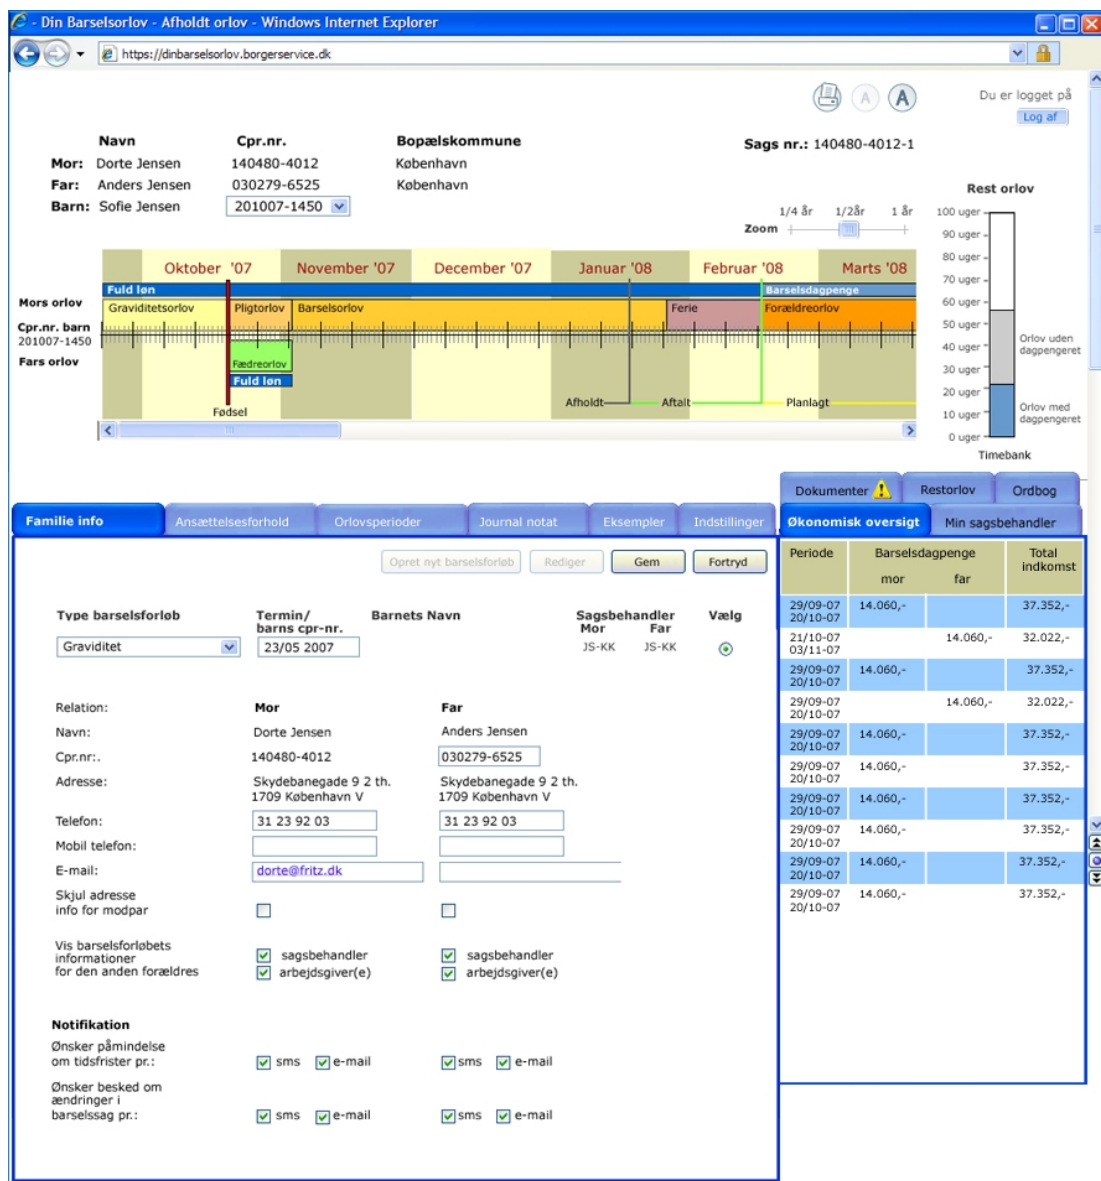 - Din Barselsorlov - Afholdt orlov - Windows Internet Explorer
https://dinbarselsorlov.borgerservice.dk
A A
Du er logget på
Log af
Navn Cpr.nr. Bopælskommune
Sags nr.: 140480-4012-1
Mor: Dorte Jensen 140480-4012 København
Far: Anders Jensen 030279-6525 København
Barn: Sofie Jensen 201007-1450
Rest orlov
1/4 år 1/2år 1 år
Zoom
100 uger
90 uger
80 uger
70 uger
60 uger
50 uger
40 uger
30 uger
20 uger
10 uger
0 uger
Orlov uden
dagpengeret
Orlov med
dagpengeret
Timebank
Oktober '07 November '07 December '07 Januar '08 Februar '08 Marts '08
Fuld løn Barselsdagpenge
Mors orlov
Graviditetsorlov Pligtorlov Barselsorlov Ferie Forældreorlov
Cpr.nr. barn
201007-1450
Fars orlov
Fædreorlov
Fuld løn
Fødsel
Afholdt Aftalt Planlagt
Dokumenter Restorlov Ordbog
Familie info Ansættelsesforhold Orlovsperioder Journal notat Eksempler Indstillinger Økonomisk oversigt Min sagsbehandler
Opret nyt barselsforløb Rediger Gem Fortryd
Type barselsforløb Termin/
barns cpr-nr. Barnets Navn Sagsbehandler Vælg
Mor Far
Graviditet 23/05 2007 JS-KK JS-KK
Relation: Mor Far
Navn: Dorte Jensen Anders Jensen
Cpr.nr:. 140480-4012 030279-6525
Adresse: Skydebanegade 9 2 th. Skydebanegade 9 2 th.
1709 København V 1709 København V
Telefon: 31 23 92 03 31 23 92 03
Mobil telefon:
E-mail: dorte@fritz.dk
Skjul adresse
info for modpar
Vis barselsforløbets
informationer sagsbehandler sagsbehandler
for den anden forældres arbejdsgiver(e) arbejdsgiver(e)
Notifikation
Ønsker påmindelse
om tidsfrister pr.: sms e-mail sms e-mail
Ønsker besked om
ændringer i
barselssag pr.: sms e-mail sms e-mail
Periode Barselsdagpenge Total
indkomst
mor far
29/09-07 14.060,- 37.352,-
20/10-07
21/10-07 14.060,- 32.022,-
03/11-07
29/09-07 14.060,- 37.352,-
20/10-07
29/09-07 14.060,- 32.022,-
20/10-07
29/09-07 14.060,- 37.352,-
20/10-07
29/09-07 14.060,- 37.352,-
20/10-07
29/09-07 14.060,- 37.352,-
20/10-07
29/09-07 14.060,- 37.352,-
20/10-07
29/09-07 14.060,- 37.352,-
20/10-07
29/09-07 14.060,- 37.352,-
20/10-07